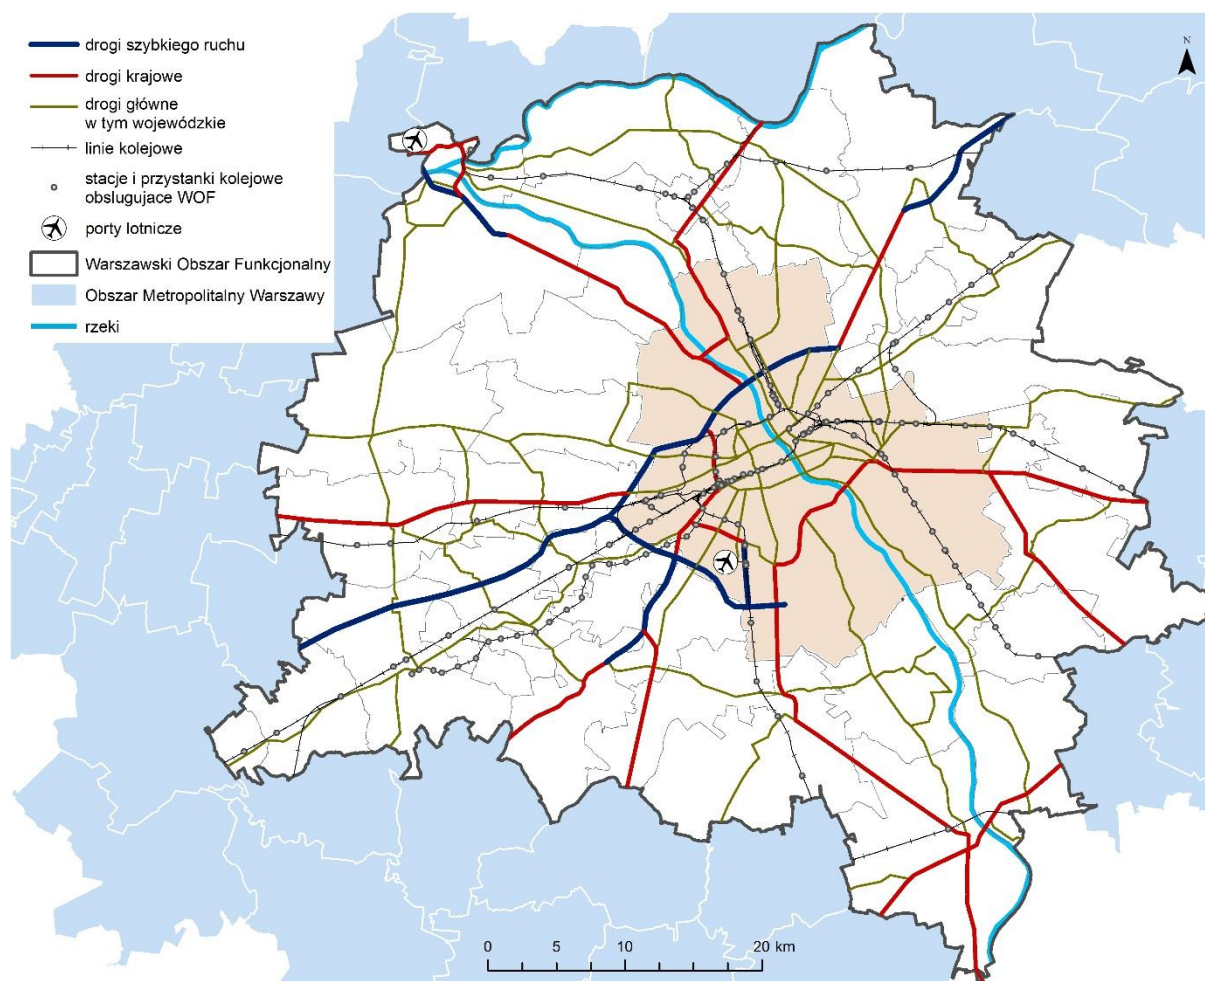 drogi szybkiego ruchu
drogi krajowe
drogi główne
w tym wojewódzkie
linie kolejowe
stacje i przystanki kolejowe
obslugujace WOF
porty lotnicze
Warszawski Obszar Funkcjonalny
Obszar Metropolitalny Warszawy
rzeki
N
0 5 10 20 km